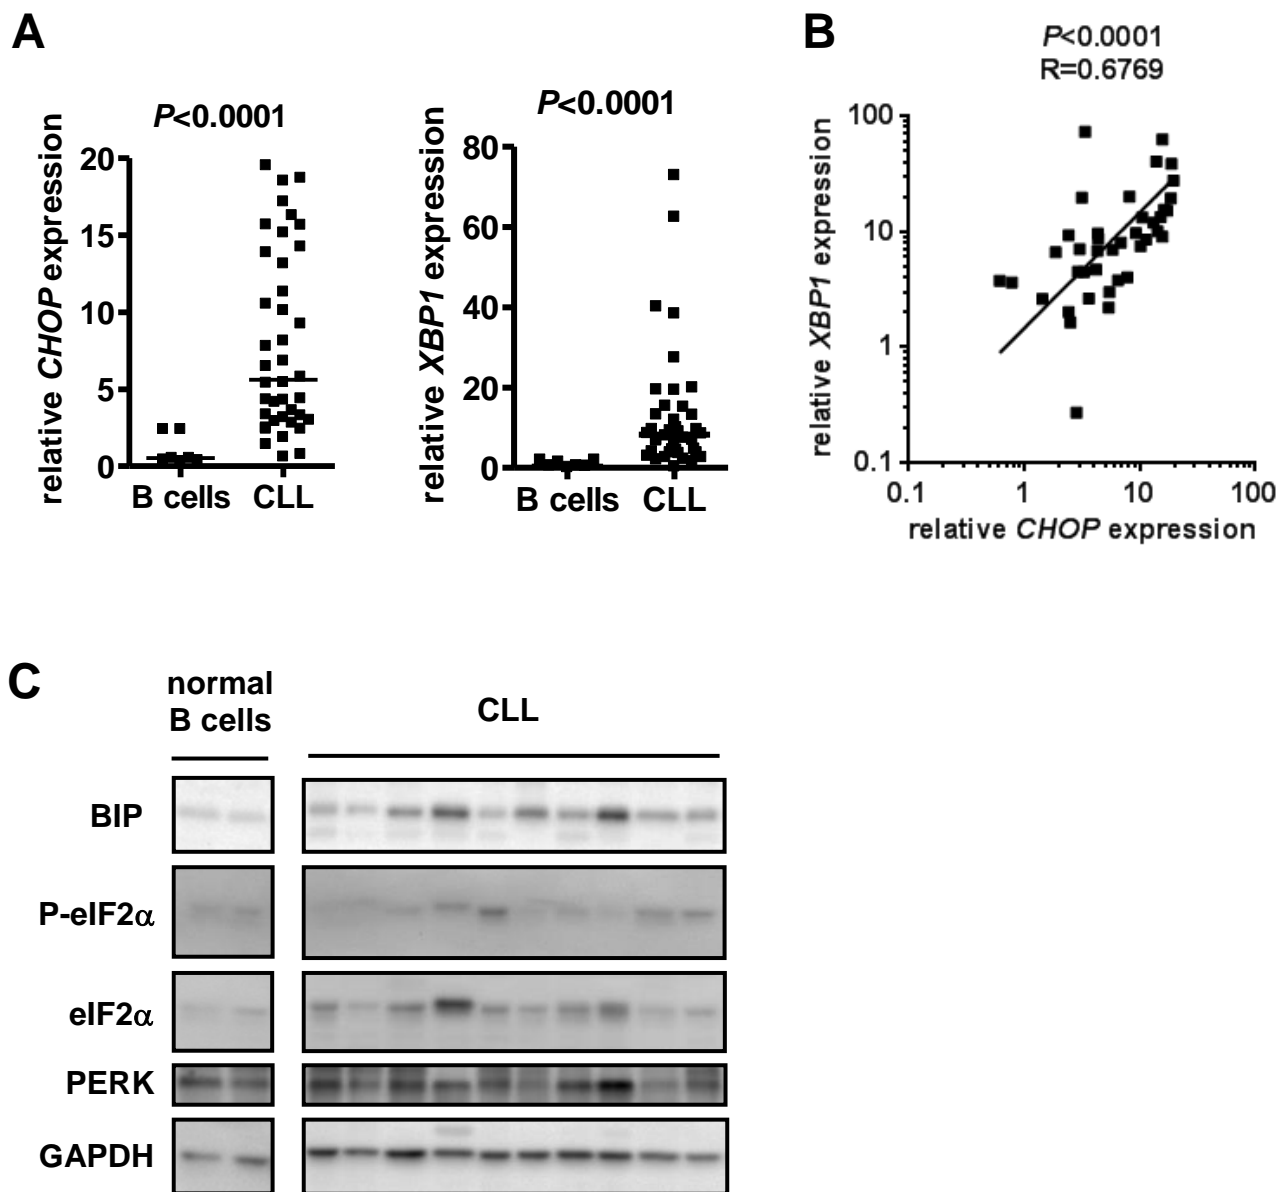 A
P<0.0001
relative CHOP expression
20
15
10
5
0
B cells
CLL
P<0.0001
relative XBP1 expression
80
60
40
20
0
B cells
CLL
B
P<0.0001
R=0.6769
relative XBP1 expression
100
10
1
0.1
0.1
1
10
100
relative CHOP expression
C
normal
B cells
CLL
BIP
P-eIF2α
eIF2α
PERK
GAPDH